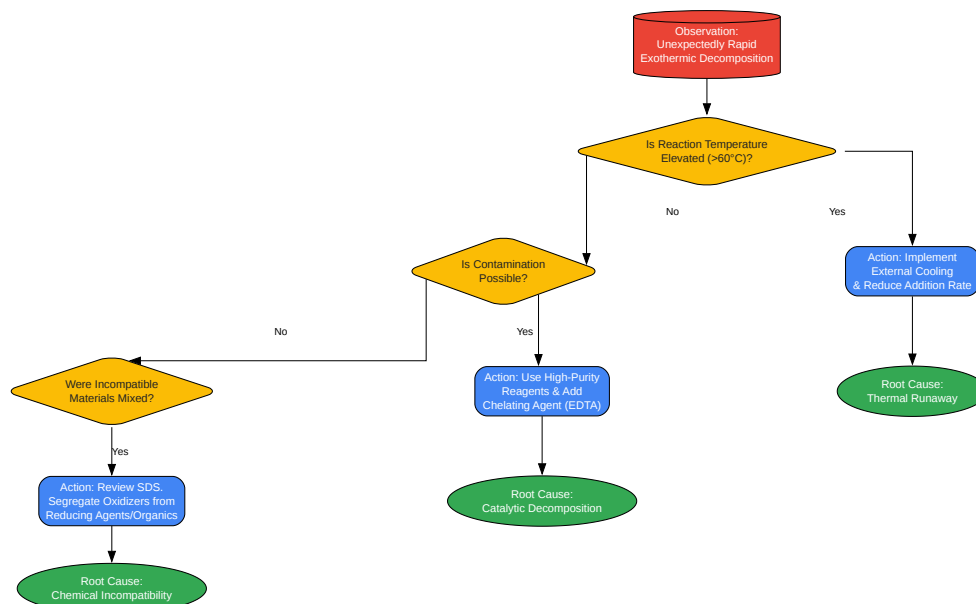 Observation:
Unexpectedly Rapid
Exothermic Decomposition
Is Reaction Temperature
Elevated (>60°C)?
No
Yes
Is Contamination
Possible?
Action: Implement
External Cooling
& Reduce Addition Rate
No
Yes
Were Incompatible
Materials Mixed?
Action: Use High-Purity
Reagents & Add
Chelating Agent (EDTA)
Root Cause:
Thermal Runaway
Yes
Action: Review SDS.
Segregate Oxidizers from
Reducing Agents/Organics
Root Cause:
Catalytic Decomposition
Root Cause:
Chemical Incompatibility